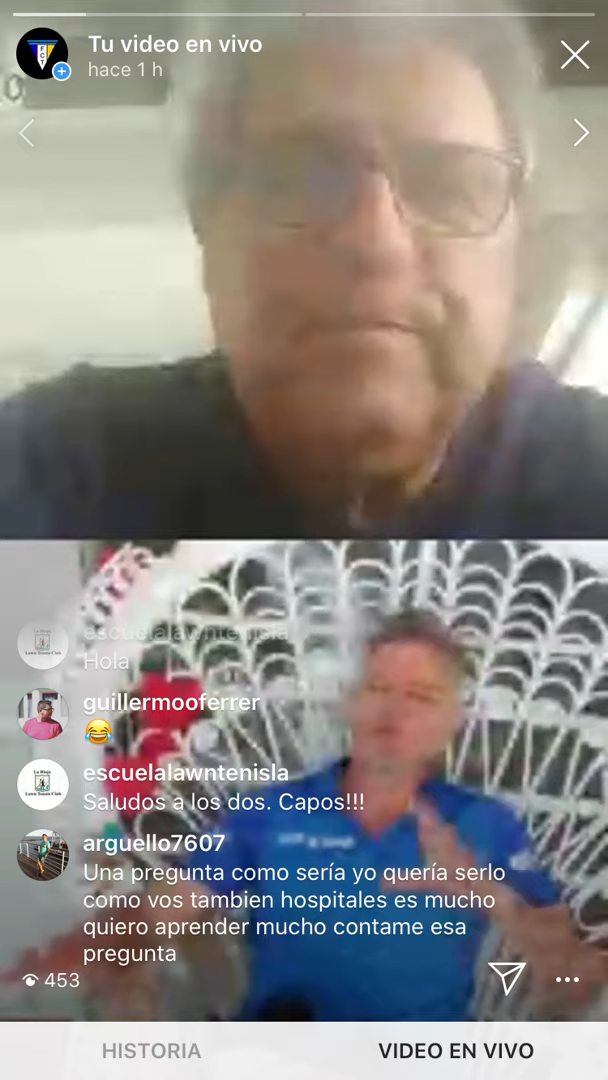 Tu video en vivo
hace 1 h
FCT
escuelalawntenisla
Hola
guillermooferrer
😂
escuelalawntenisla
Saludos a los dos. Capos!!!
arguello7607
Una pregunta como sería yo quería serlo
como vos tambien hospitales es mucho
quiero aprender mucho contame esa
pregunta
453
HISTORIA
VIDEO EN VIVO